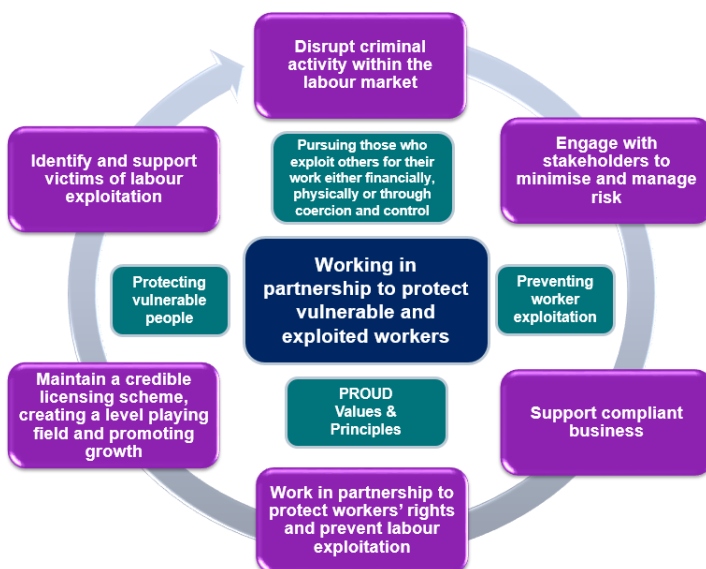 Disrupt criminal
activity within the
labour market
Identify and support
victims of labour
exploitation
Pursuing those who
exploit others for their
work either financially,
physically or through
coercion and control
Engage with
stakeholders to
minimise and manage
risk
Protecting
vulnerable
people
Working in
partnership to protect
vulnerable and
exploited workers
Preventing
worker
exploitation
Maintain a credible
licensing scheme,
creating a level playing
field and promoting
growth
PROUD
Values &
Principles
Support compliant
business
Work in partnership to
protect workers’ rights
and prevent labour
exploitation